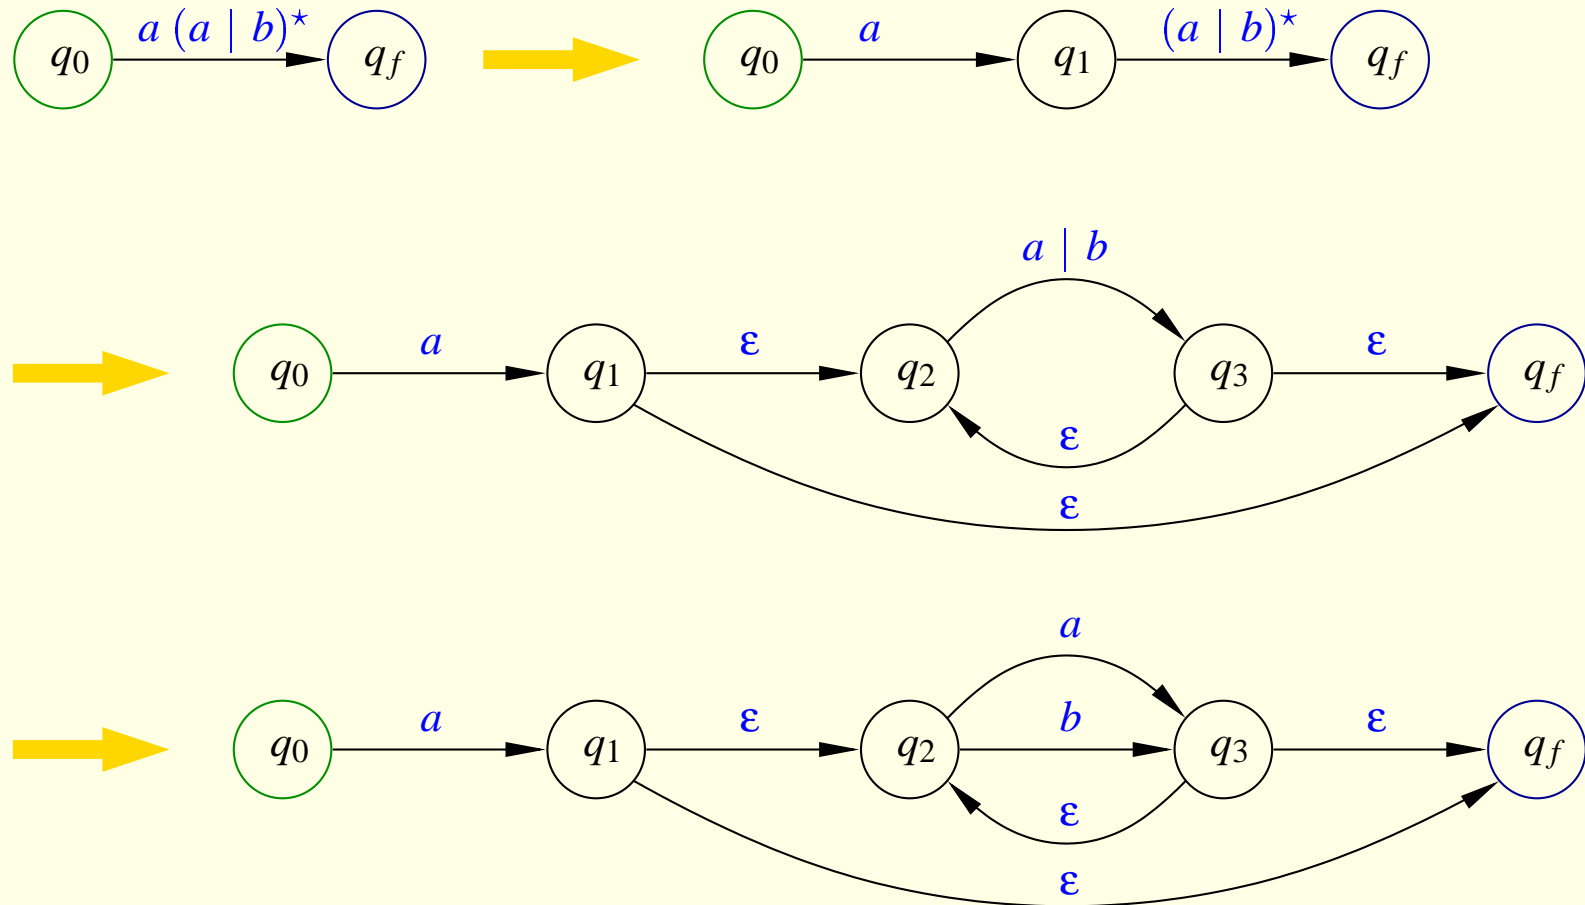 q0 a (a | b)⋆ qf q0 a q1 (a | b)⋆ qf
a | b
q0 a q1 ε q2 q3 ε qf
ε
ε
a
q0 a q1 ε q2 b q3 ε qf
ε
ε